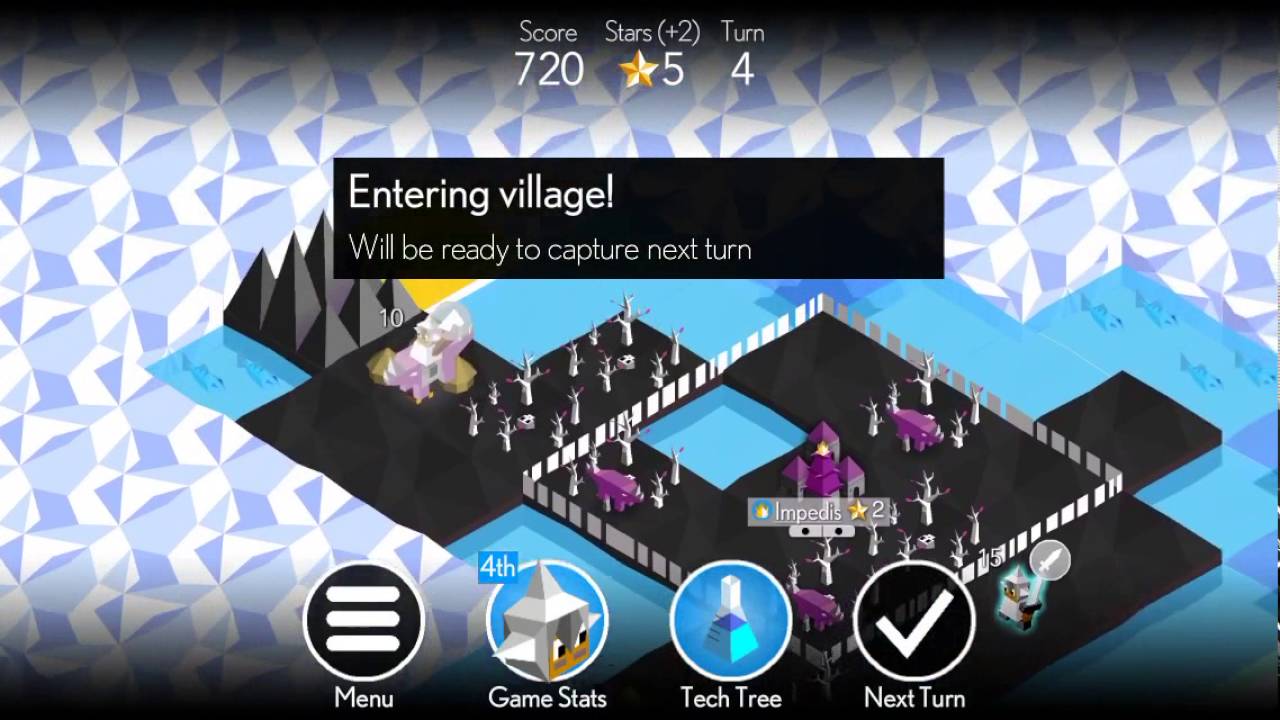 Score Stars (+2) Turn
720 5 4
Entering village!
Will be ready to capture next turn
10
Impedis 2
15
4th
Menu Game Stats Tech Tree Next Turn